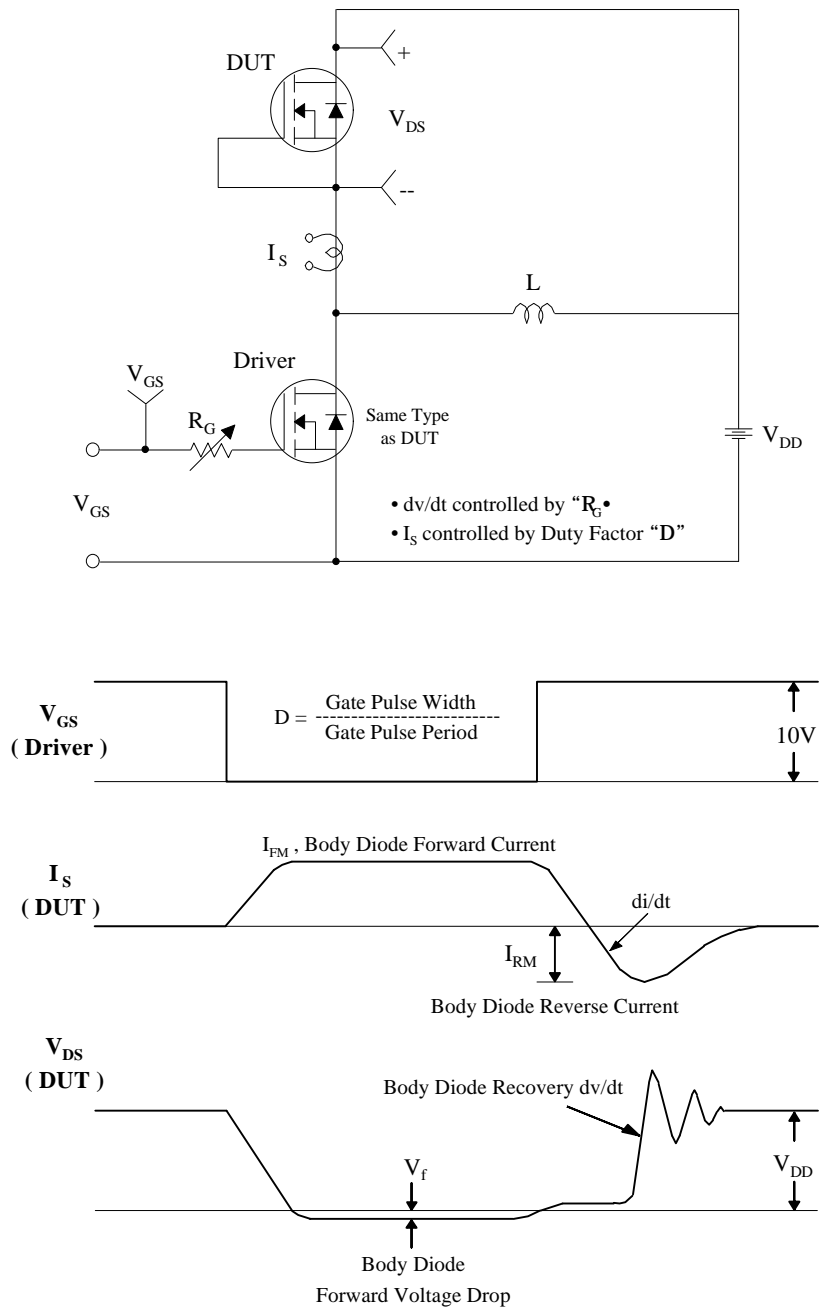 DUT
+
V_DS
--
I_S
L
Driver
V_GS
R_G
Same Type
as DUT
V_DD
V_GS
• dv/dt controlled by “R_G•
• I_S controlled by Duty Factor “D”
V_GS
( Driver )
D = Gate Pulse Width
--------------------------
Gate Pulse Period
10V
I_FM , Body Diode Forward Current
I_S
( DUT )
di/dt
I_RM
Body Diode Reverse Current
V_DS
( DUT )
Body Diode Recovery dv/dt
V_f
V_DD
Body Diode
Forward Voltage Drop